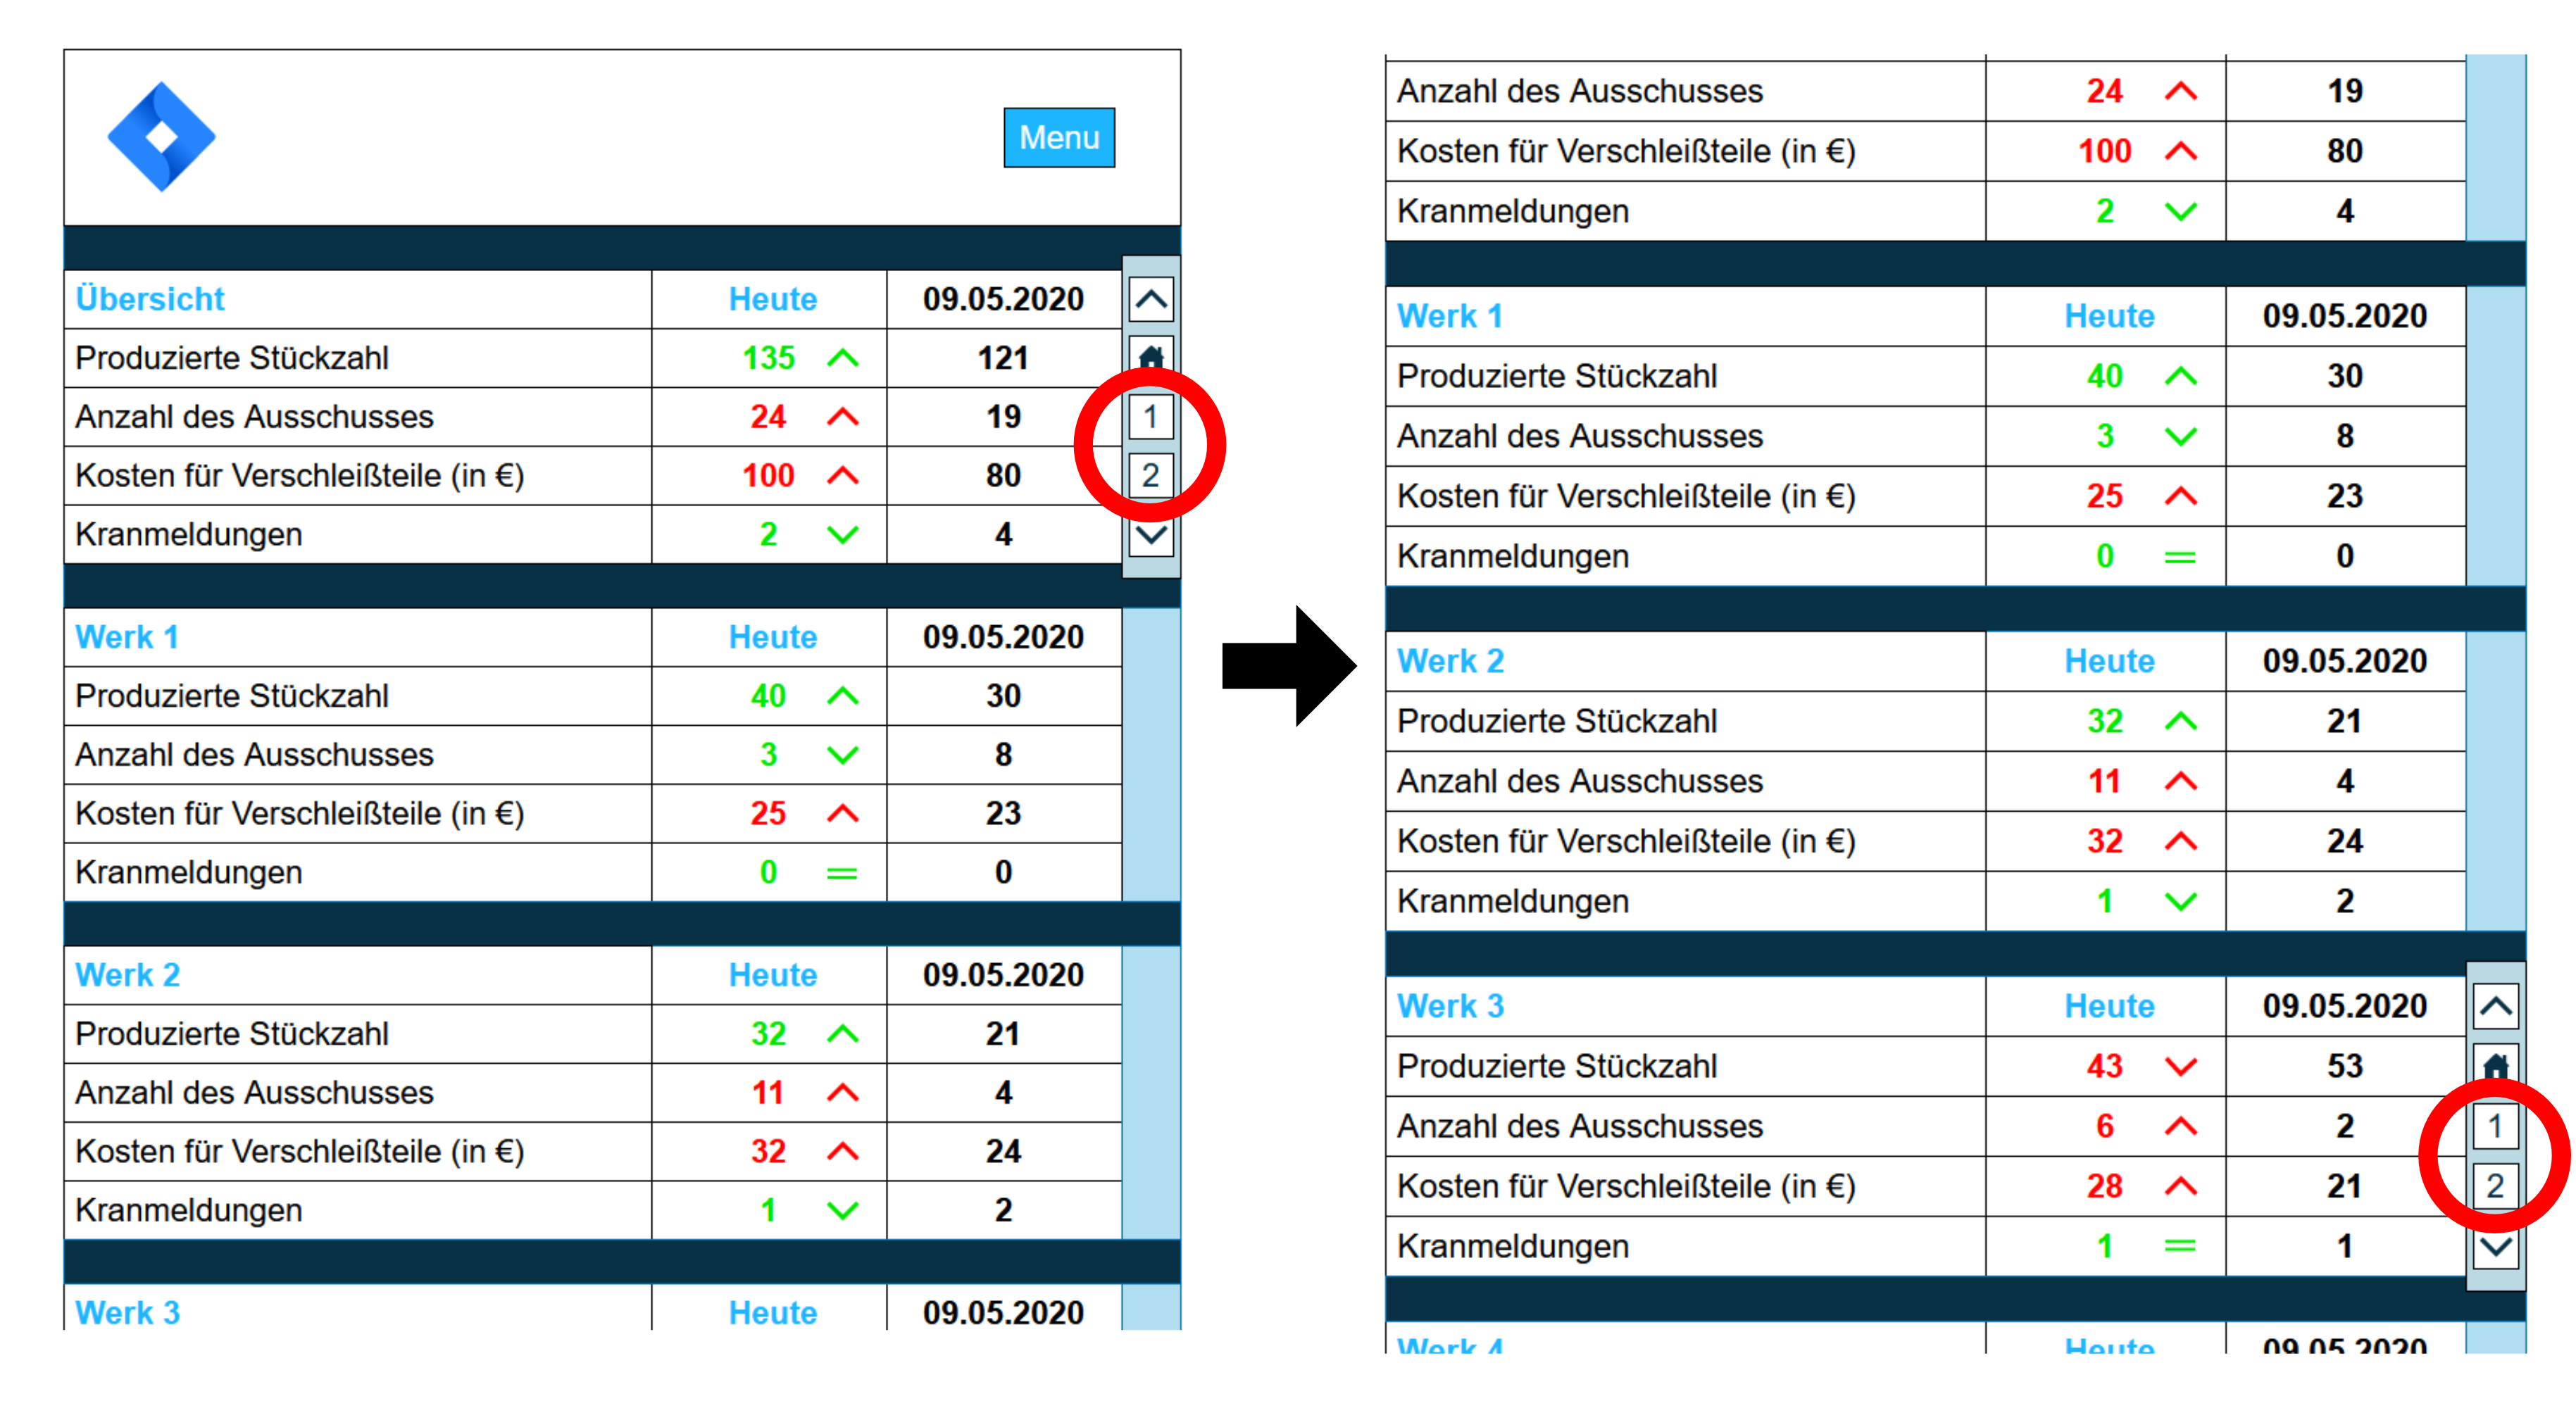 Menu
Übersicht Heute 09.05.2020
Produzierte Stückzahl 135 121
Anzahl des Ausschusses 24 19 1
Kosten für Verschleißteile (in €) 100 80 2
Kranmeldungen 2 4
Werk 1 Heute 09.05.2020
Produzierte Stückzahl 40 30
Anzahl des Ausschusses 3 8
Kosten für Verschleißteile (in €) 25 23
Kranmeldungen 0 = 0
Werk 2 Heute 09.05.2020
Produzierte Stückzahl 32 21
Anzahl des Ausschusses 11 4
Kosten für Verschleißteile (in €) 32 24
Kranmeldungen 1 2
Werk 3 Heute 09.05.2020
Anzahl des Ausschusses 24 19
Kosten für Verschleißteile (in €) 100 80
Kranmeldungen 2 4
Werk 1 Heute 09.05.2020
Produzierte Stückzahl 40 30
Anzahl des Ausschusses 3 8
Kosten für Verschleißteile (in €) 25 23
Kranmeldungen 0 = 0
Werk 2 Heute 09.05.2020
Produzierte Stückzahl 32 21
Anzahl des Ausschusses 11 4
Kosten für Verschleißteile (in €) 32 24
Kranmeldungen 1 2
Werk 3 Heute 09.05.2020
Produzierte Stückzahl 43 53
Anzahl des Ausschusses 6 2 1
Kosten für Verschleißteile (in €) 28 21 2
Kranmeldungen 1 = 1
Werk 4 Heute 09.05.2020